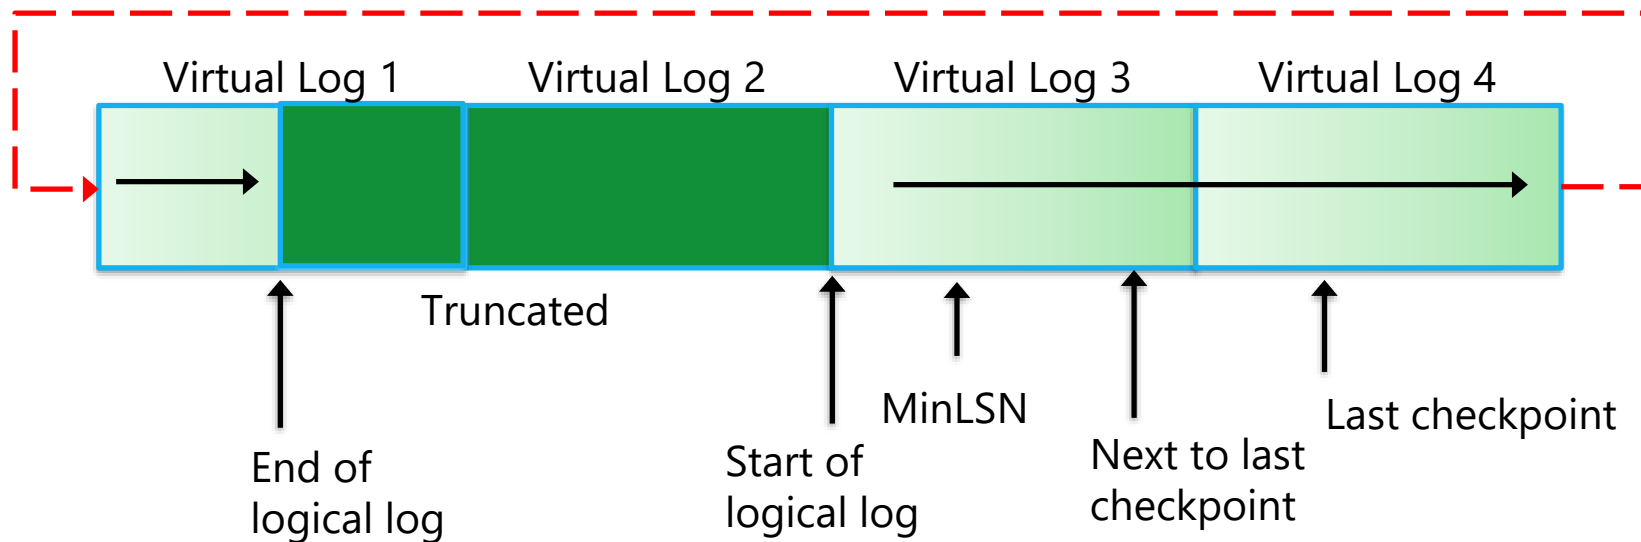 Virtual Log 1
Virtual Log 2
Virtual Log 3
Virtual Log 4
Truncated
End of
logical log
Start of
logical log
MinLSN
Next to last
checkpoint
Last checkpoint